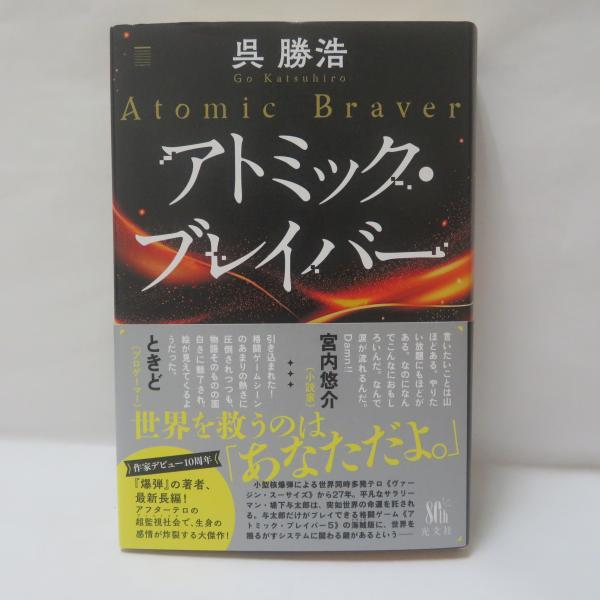 呉 勝浩
Go Katsuhiro
Atomic Braver
アトミック・
ブレイバー
言いたいことは山
ほどある。やりた
い放題にもほどが
ある。なのになん
でこんなにおもし
ろいんだ。なんで
涙が流れるんだ。
Damn!!
宮内悠介
[小説家]
引き込まれた!
格闘ゲームシーン
のあまりの熱さに
圧倒されつつも、
物語そのものの面
白さに魅了され、
絵が見えてくるよ
うだった。
ときど
[プロゲーマー]
世界を救うのは
「あなただよ。」
作家デビュー10周年
『爆弾』の著者、
最新長編!
アフターテロの
超監視社会で、生身の
感情が炸裂する大傑作!
小型核爆弾による世界同時多発テロ《ヴァー
ジン・スーサイズ》から27年。平凡なサラリー
マン・堤下与太郎は、突如世界の命運を託され
る。与太郎だけがプレイできる格闘ゲーム《ア
トミック・ブレイバー5》の海賊版に、世界を
揺るがすシステムに関わる鍵があるという――
80th
光文社